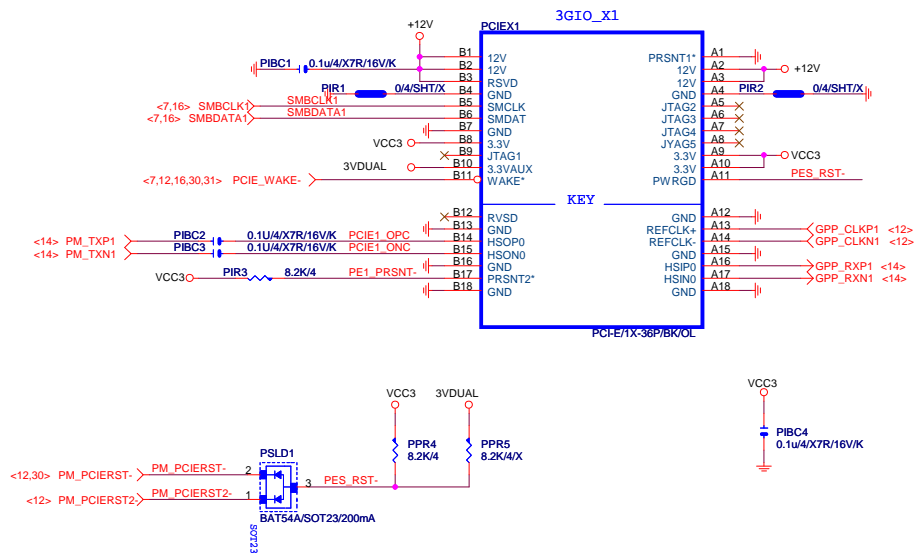 3GIO_X1
+12V PCIEX1
PIBC1 0.1u/4/X7R/16V/K B1 12V PRSNT1* A1
B2 12V 12V A2 +12V
B3 RSVD 12V A3
PIR1 0/4/SHT/X B4 GND GND A4 PIR2 0/4/SHT/X
<7,16> SMBCLK1 SMBCLK1 B5 SMCLK JTAG2 A5
<7,16> SMBDATA1 SMBDATA1 B6 SMDAT JTAG3 A6
B7 GND JTAG4 A7
VCC3 B8 3.3V JYAG5 A8
B9 JTAG1 3.3V A9 VCC3
3VDUAL B10 3.3VAUX 3.3V A10
<7,12,16,30,31> PCIE_WAKE- B11 WAKE* PWRGD A11 PES_RST-
KEY
B12 RVSD GND A12
B13 GND REFCLK+ A13 GPP_CLKP1 <12>
<14> PM_TXP1 PIBC2 0.1U/4/X7R/16V/K PCIE1_OPC B14 HSOP0 REFCLK- A14 GPP_CLKN1 <12>
<14> PM_TXN1 PIBC3 0.1U/4/X7R/16V/K PCIE1_ONC B15 HSON0 GND A15
B16 GND HSIP0 A16 GPP_RXP1 <14>
VCC3 PIR3 8.2K/4 PE1_PRSNT- B17 PRSNT2* HSIN0 A17 GPP_RXN1 <14>
B18 GND GND A18
PCI-E/1X-36P/BK/OL
VCC3 3VDUAL VCC3
PPR4 8.2K/4
PPR5 8.2K/4/X
PIBC4 0.1u/4/X7R/16V/K
PSLD1
<12,30> PM_PCIERST- PM_PCIERST- 2
3 PES_RST-
<12> PM_PCIERST2- PM_PCIERST2- 1
BAT54A/SOT23/200mA
SOT23